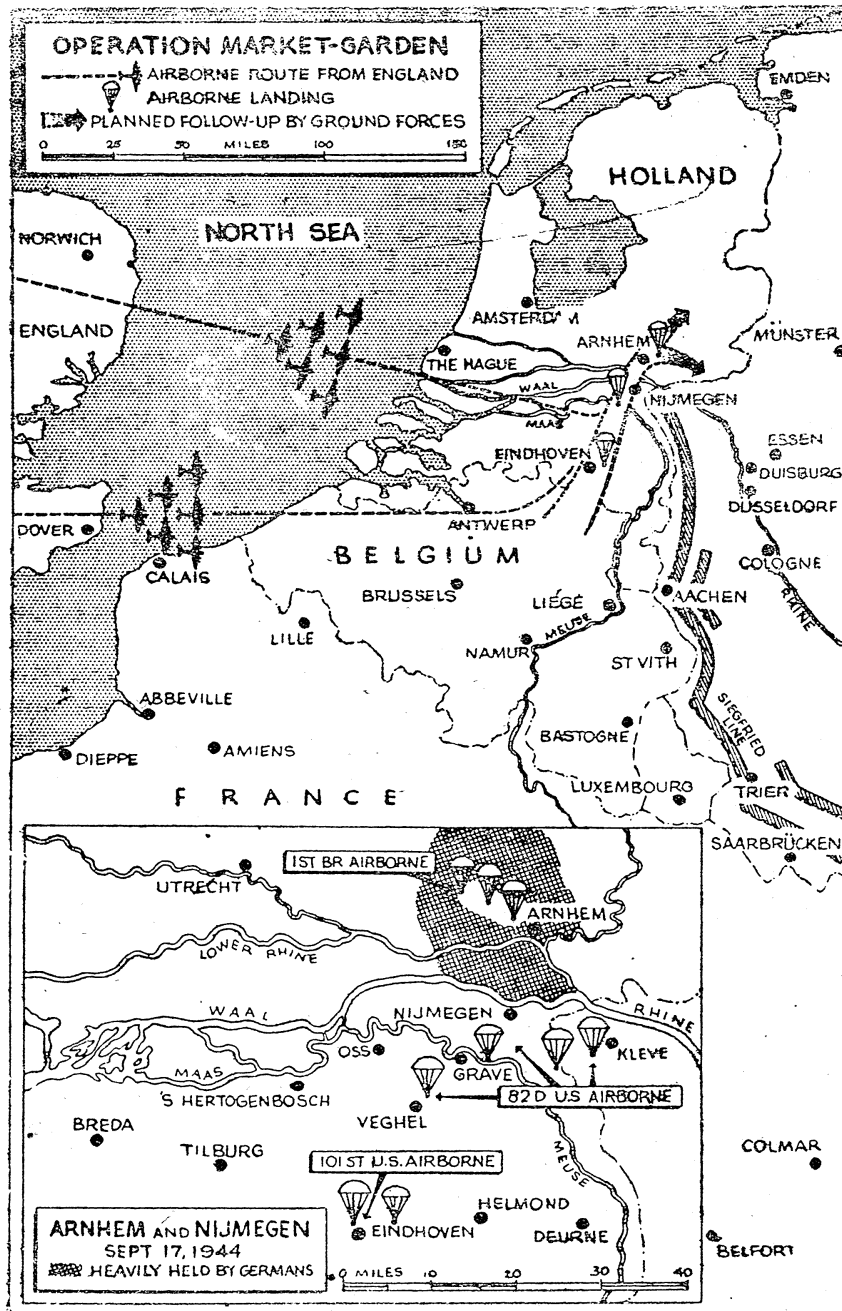 OPERATION MARKET-GARDEN
AIRBORNE ROUTE FROM ENGLAND
AIRBORNE LANDING
PLANNED FOLLOW-UP BY GROUND FORCES
0 25 50 MILES 100 150
EMDEN
HOLLAND
NORWICH
NORTH SEA
AMSTERDAM
ENGLAND
ARNHEM
MÜNSTER
THE HAGUE
WAAL
NIJMEGEN
MAAS
EINDHOVEN
ESSEN
DUISBURG
DÜSSELDORF
DOVER
ANTWERP
BELGIUM
COLOGNE
CALAIS
BRUSSELS
LIÉGE
AACHEN
RHINE
LILLE
MEUSE
NAMUR
ST VITH
ABBEVILLE
SIEGFRIED
LINE
BASTOGNE
DIEPPE
AMIENS
LUXEMBOURG
TRIER
FRANCE
SAARBRÜCKEN
1ST BR AIRBORNE
UTRECHT
ARNHEM
LOWER RHINE
WAAL
NIJMEGEN
RHINE
OSS
GRAVE
KLEVE
MAAS
'S HERTOGENBOSCH
82D U.S AIRBORNE
VEGHEL
BREDA
TILBURG
MEUSE
COLMAR
101ST U.S. AIRBORNE
HELMOND
EINDHOVEN
DEURNE
BELFORT
ARNHEM AND NIJMEGEN
SEPT 17, 1944
HEAVILY HELD BY GERMANS
0 MILES 10 20 30 40